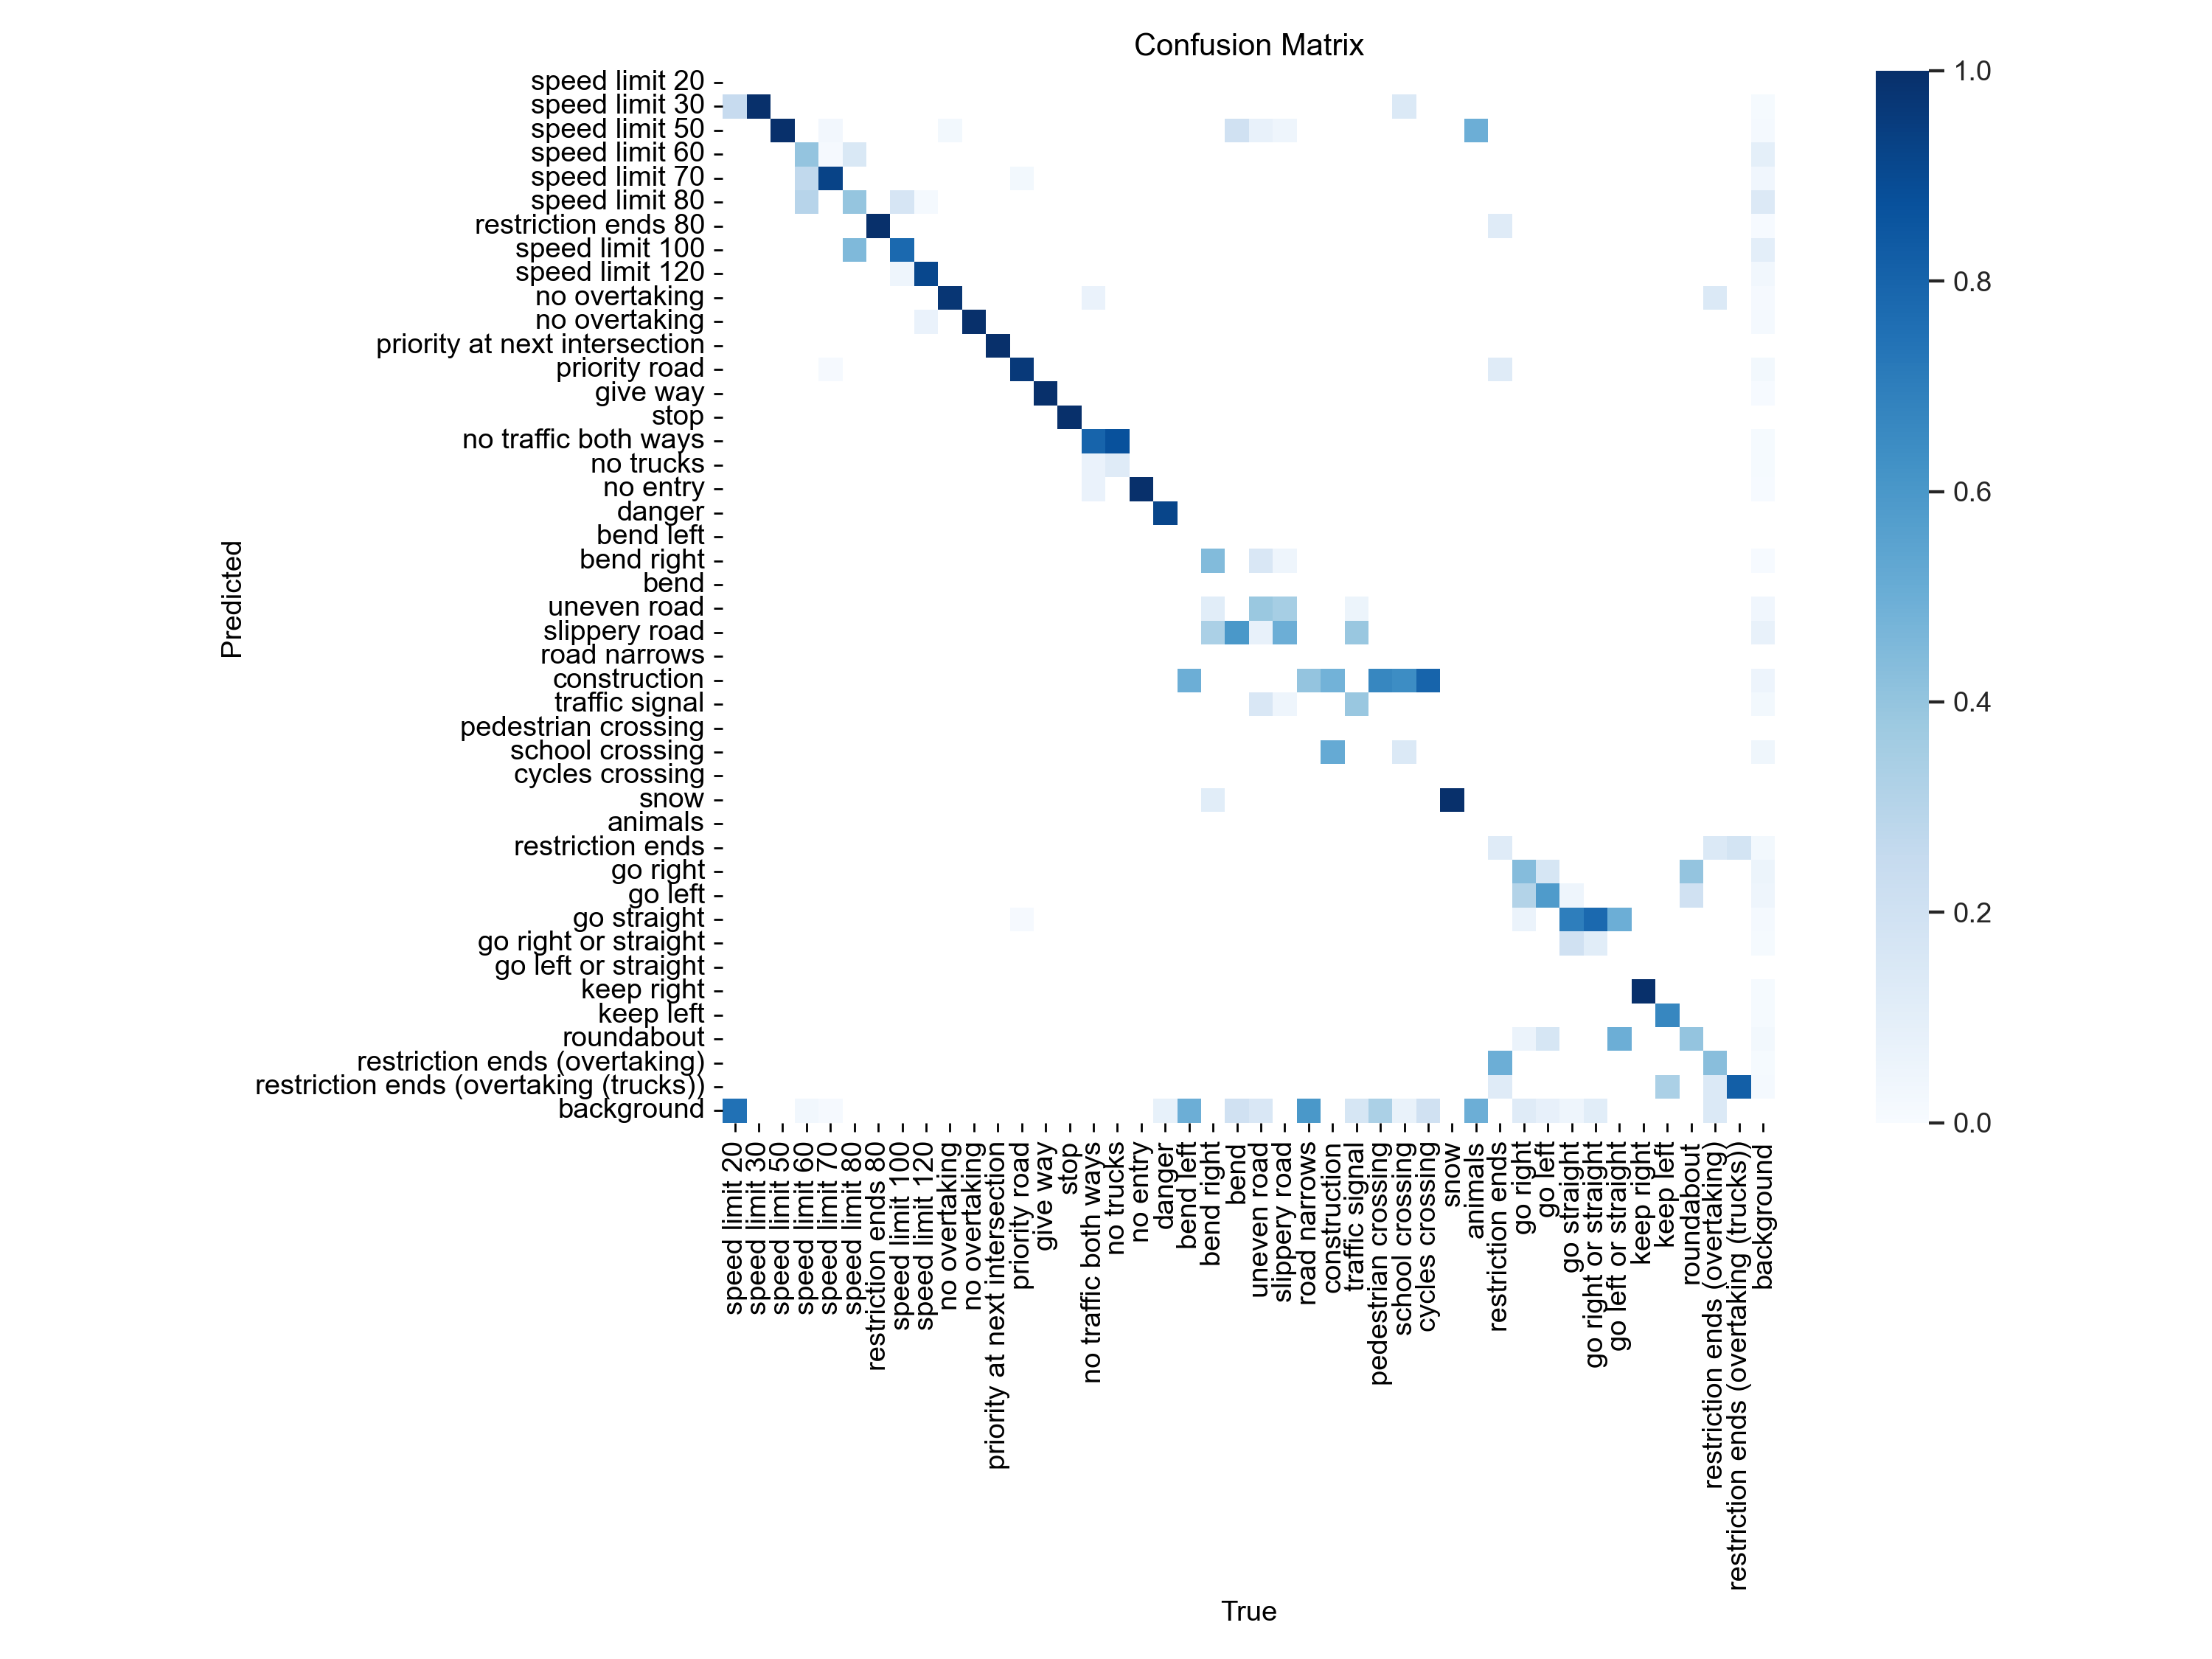 Confusion Matrix
Predicted
speed limit 20
speed limit 30
speed limit 50
speed limit 60
speed limit 70
speed limit 80
restriction ends 80
speed limit 100
speed limit 120
no overtaking
no overtaking
priority at next intersection
priority road
give way
stop
no traffic both ways
no trucks
no entry
danger
bend left
bend right
bend
uneven road
slippery road
road narrows
construction
traffic signal
pedestrian crossing
school crossing
cycles crossing
snow
animals
restriction ends
go right
go left
go straight
go right or straight
go left or straight
keep right
keep left
roundabout
restriction ends (overtaking)
restriction ends (overtaking (trucks))
background
speed limit 20
speed limit 30
speed limit 50
speed limit 60
speed limit 70
speed limit 80
restriction ends 80
speed limit 100
speed limit 120
no overtaking
no overtaking
priority at next intersection
priority road
give way
stop
no traffic both ways
no trucks
no entry
danger
bend left
bend right
bend
uneven road
slippery road
road narrows
construction
traffic signal
pedestrian crossing
school crossing
cycles crossing
snow
animals
restriction ends
go right
go left
go straight
go right or straight
go left or straight
keep right
keep left
roundabout
restriction ends (overtaking)
restriction ends (overtaking (trucks))
background
True
1.0
0.8
0.6
0.4
0.2
0.0